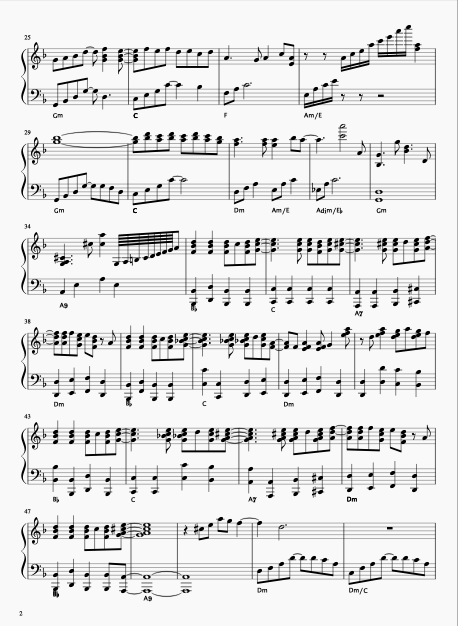 25
Gm C F Am/E
29
Gm C Dm Am/E Adim/E♭ Gm
34
A9 B♭ C A7
38
Dm B♭ C Dm
43
B♭ C A7 Dm
47
B♭ A9 Dm Dm/C
2